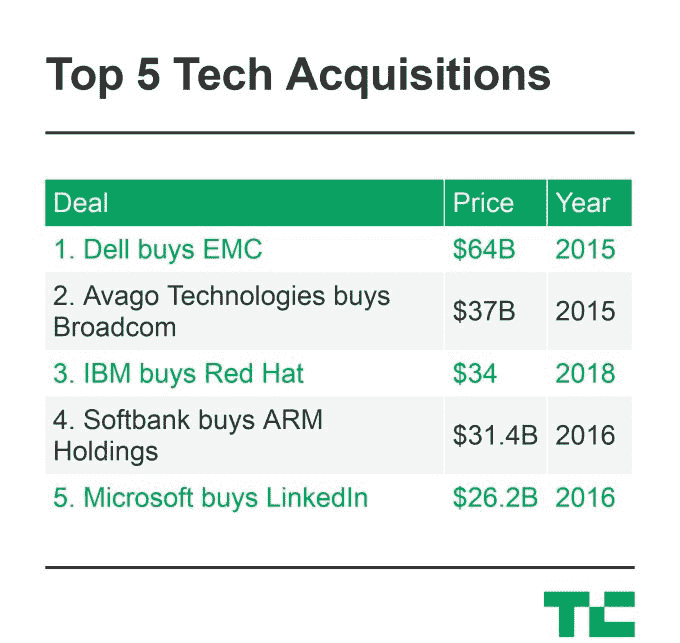 Top 5 Tech Acquisitions
Deal Price Year
1. Dell buys EMC $64B 2015
2. Avago Technologies buys
Broadcom $37B 2015
3. IBM buys Red Hat $34 2018
4. Softbank buys ARM
Holdings $31.4B 2016
5. Microsoft buys LinkedIn $26.2B 2016
TC